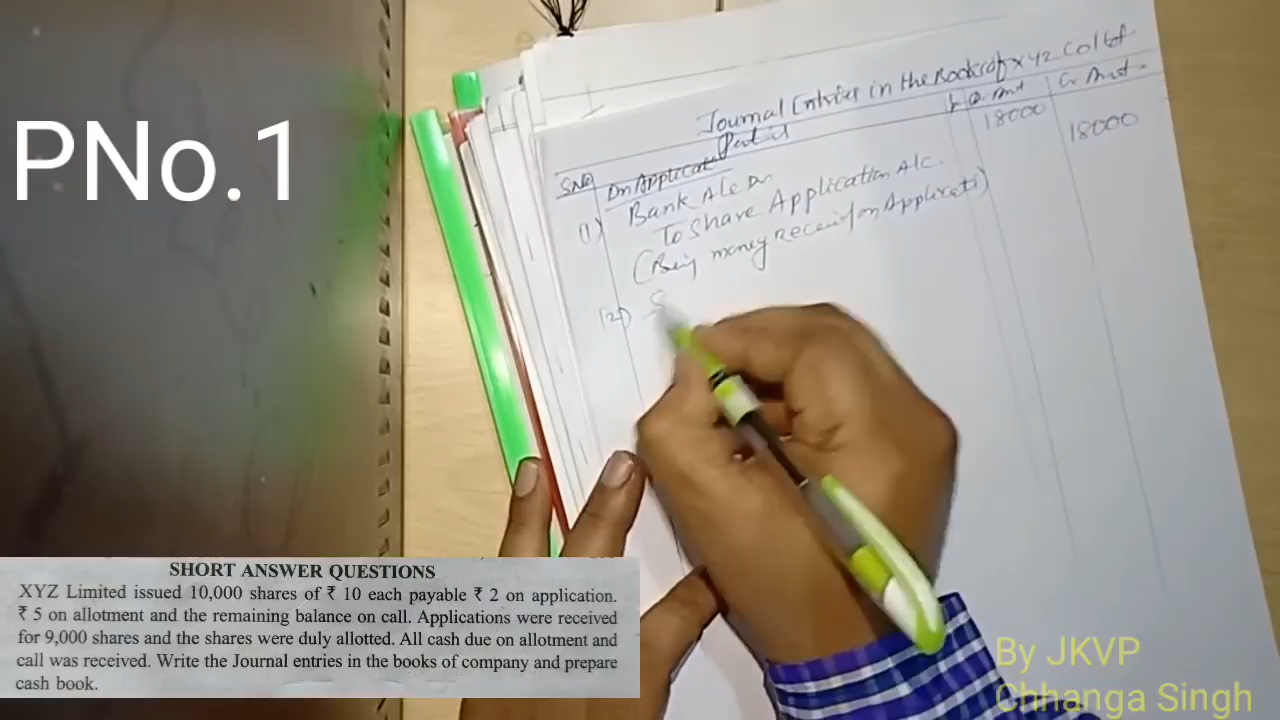 PNo.1
Journal Entries in the Books of XYZ Co ltd.
S.No Dr Amt Cr Amt.
On Application
(1) Bank A/c Dr 18000
To Share Application A/c. 18000
(Being money Received on Applicati)
(2) S
SHORT ANSWER QUESTIONS
XYZ Limited issued 10,000 shares of ₹ 10 each payable ₹ 2 on application.
₹ 5 on allotment and the remaining balance on call. Applications were received
for 9,000 shares and the shares were duly allotted. All cash due on allotment and
call was received. Write the Journal entries in the books of company and prepare
cash book.
By JKVP
Chhanga Singh